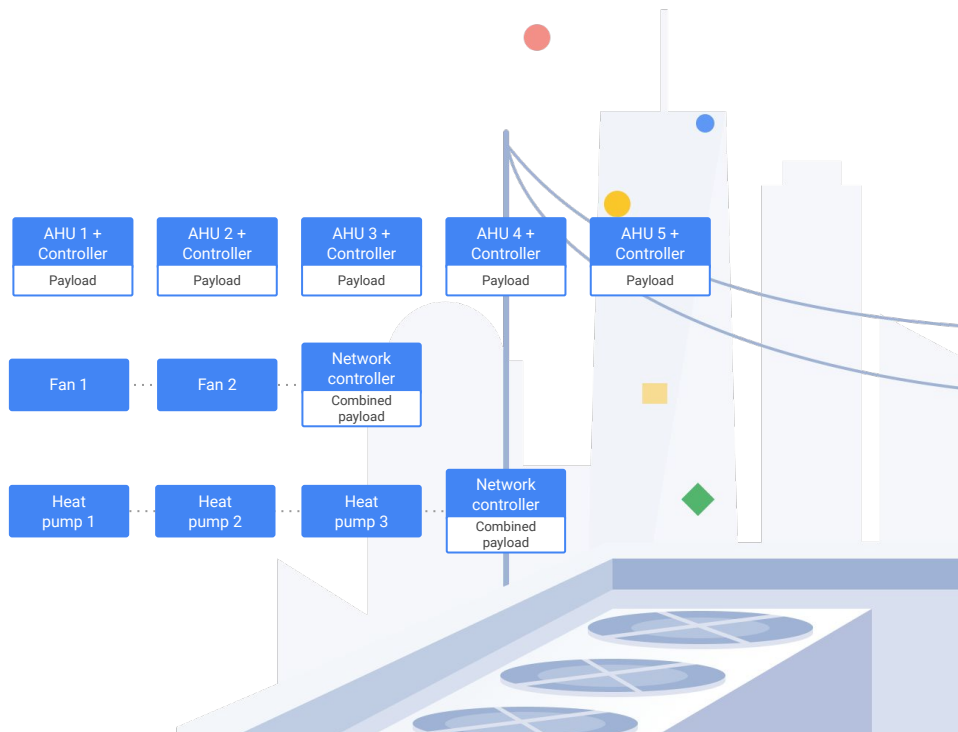 AHU 1 +
Controller
Payload
AHU 2 +
Controller
Payload
AHU 3 +
Controller
Payload
AHU 4 +
Controller
Payload
AHU 5 +
Controller
Payload
Fan 1
Fan 2
Network
controller
Combined
payload
Heat
pump 1
Heat
pump 2
Heat
pump 3
Network
controller
Combined
payload